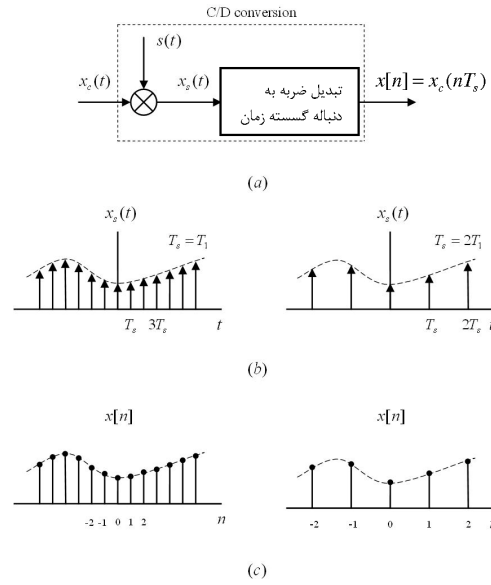 C/D conversion
s(t)
x_c(t)
x_s(t)
تبدیل ضربه به
دنباله گسسته زمان
x[n] = x_c(nT_s)
(a)
x_s(t)
T_s = T_1
T_s 3T_s t
x_s(t)
T_s = 2T_1
T_s 2T_s t
(b)
x[n]
-2 -1 0 1 2 n
x[n]
-2 -1 0 1 2
(c)